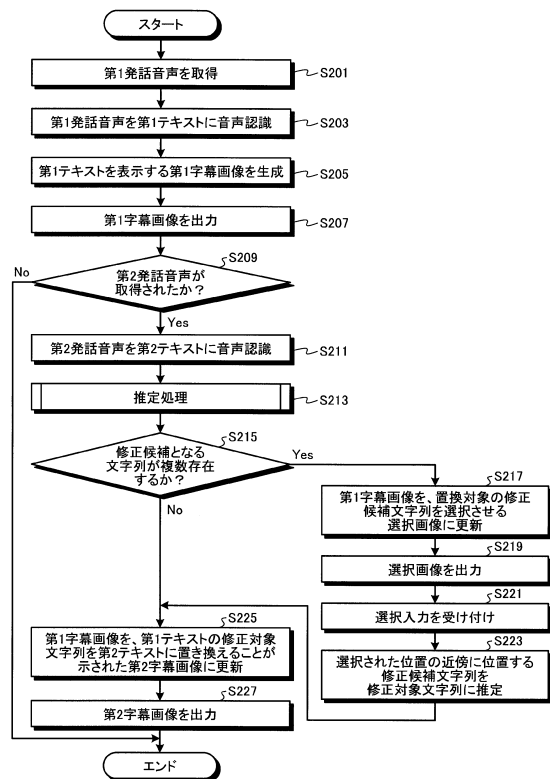 スタート
第1発話音声を取得
S201
第1発話音声を第1テキストに音声認識
S203
第1テキストを表示する第1字幕画像を生成
S205
第1字幕画像を出力
S207
S209
第2発話音声が
取得されたか?
No
Yes
第2発話音声を第2テキストに音声認識
S211
推定処理
S213
S215
修正候補となる
文字列が複数存在
するか?
Yes
No
S217
第1字幕画像を、置換対象の修正
候補文字列を選択させる
選択画像に更新
S219
選択画像を出力
S221
選択入力を受け付け
S223
選択された位置の近傍に位置する
修正候補文字列を
修正対象文字列に推定
S225
第1字幕画像を、第1テキストの修正対象
文字列を第2テキストに置き換えることが
示された第2字幕画像に更新
S227
第2字幕画像を出力
エンド